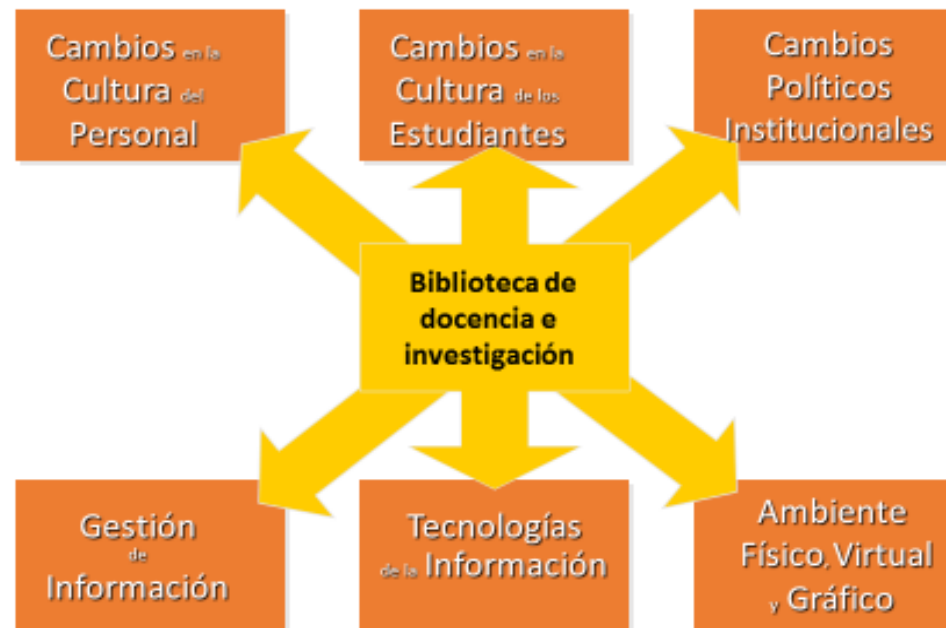 Cambios en la
Cultura del
Personal
Cambios en la
Cultura de los
Estudiantes
Cambios
Políticos
Institucionales
Biblioteca de
docencia e
investigación
Gestión
de
Información
Tecnologías
de la Información
Ambiente
Físico, Virtual
y Gráfico